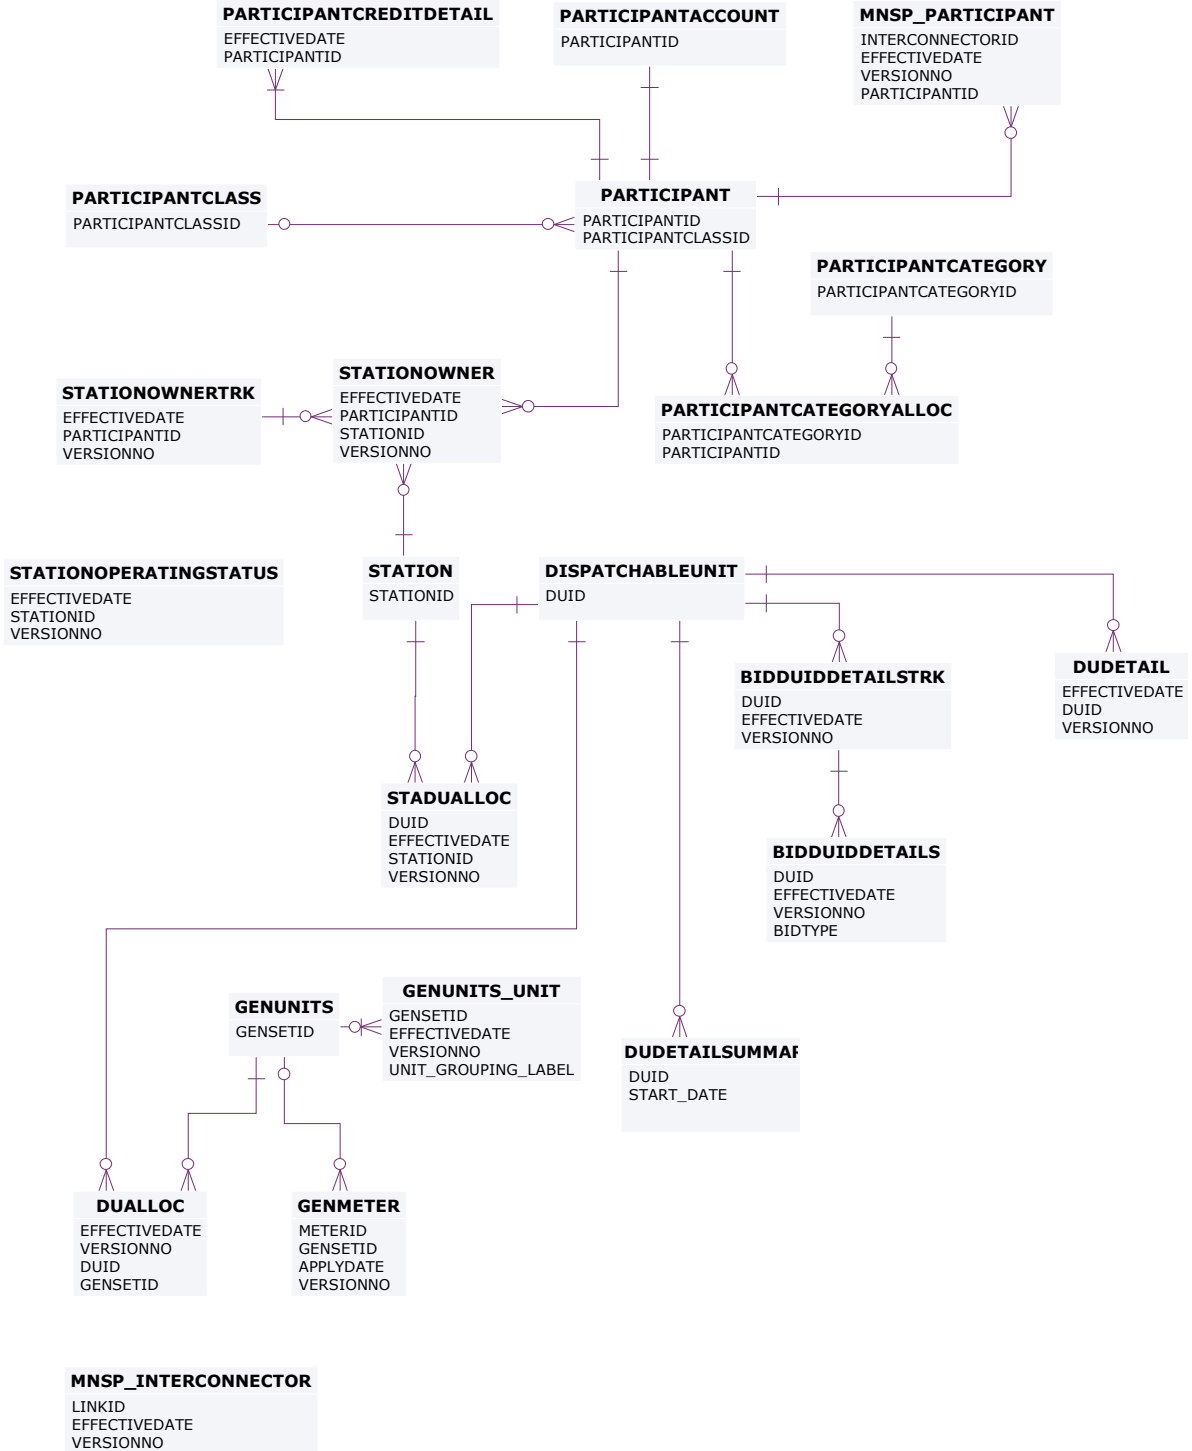 PARTICIPANTCREDITDETAIL
EFFECTIVEDATE
PARTICIPANTID
PARTICIPANTACCOUNT
PARTICIPANTID
MNSP_PARTICIPANT
INTERCONNECTORID
EFFECTIVEDATE
VERSIONNO
PARTICIPANTID
PARTICIPANTCLASS
PARTICIPANTCLASSID
PARTICIPANT
PARTICIPANTID
PARTICIPANTCLASSID
PARTICIPANTCATEGORY
PARTICIPANTCATEGORYID
STATIONOWNERTRK
EFFECTIVEDATE
PARTICIPANTID
VERSIONNO
STATIONOWNER
EFFECTIVEDATE
PARTICIPANTID
STATIONID
VERSIONNO
PARTICIPANTCATEGORYALLOC
PARTICIPANTCATEGORYID
PARTICIPANTID
STATIONOPERATINGSTATUS
EFFECTIVEDATE
STATIONID
VERSIONNO
STATION
STATIONID
DISPATCHABLEUNIT
DUID
BIDDUIDDETAILSTRK
DUID
EFFECTIVEDATE
VERSIONNO
DUDETAIL
EFFECTIVEDATE
DUID
VERSIONNO
STADUALLOC
DUID
EFFECTIVEDATE
STATIONID
VERSIONNO
BIDDUIDDETAILS
DUID
EFFECTIVEDATE
VERSIONNO
BIDTYPE
GENUNITS
GENSETID
GENUNITS_UNIT
GENSETID
EFFECTIVEDATE
VERSIONNO
UNIT_GROUPING_LABEL
DUDETAILSUMMAR
DUID
START_DATE
DUALLOC
EFFECTIVEDATE
VERSIONNO
DUID
GENSETID
GENMETER
METERID
GENSETID
APPLYDATE
VERSIONNO
MNSP_INTERCONNECTOR
LINKID
EFFECTIVEDATE
VERSIONNO